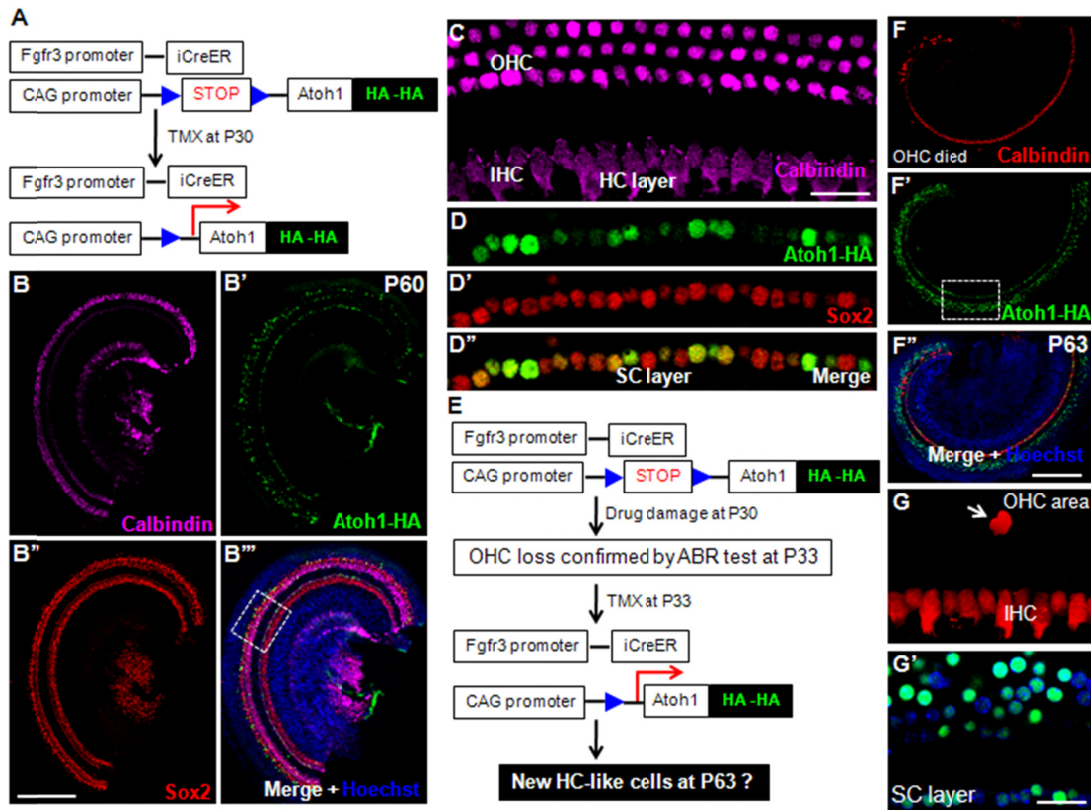 A
Fgfr3 promoter
iCreER
CAG promoter
STOP
Atoh1
HA -HA
TMX at P30
Fgfr3 promoter
iCreER
CAG promoter
Atoh1
HA -HA
B
Calbindin
B'
P60
Atoh1-HA
B"
Sox2
B"'
Merge + Hoechst
C
OHC
IHC
HC layer
Calbindin
D
Atoh1-HA
D'
Sox2
D"
SC layer
Merge
E
Fgfr3 promoter
iCreER
CAG promoter
STOP
Atoh1
HA -HA
Drug damage at P30
OHC loss confirmed by ABR test at P33
TMX at P33
Fgfr3 promoter
iCreER
CAG promoter
Atoh1
HA -HA
New HC-like cells at P63 ?
F
OHC died
Calbindin
F'
Atoh1-HA
F"
P63
Merge + Hoechst
G
OHC area
IHC
G'
SC layer